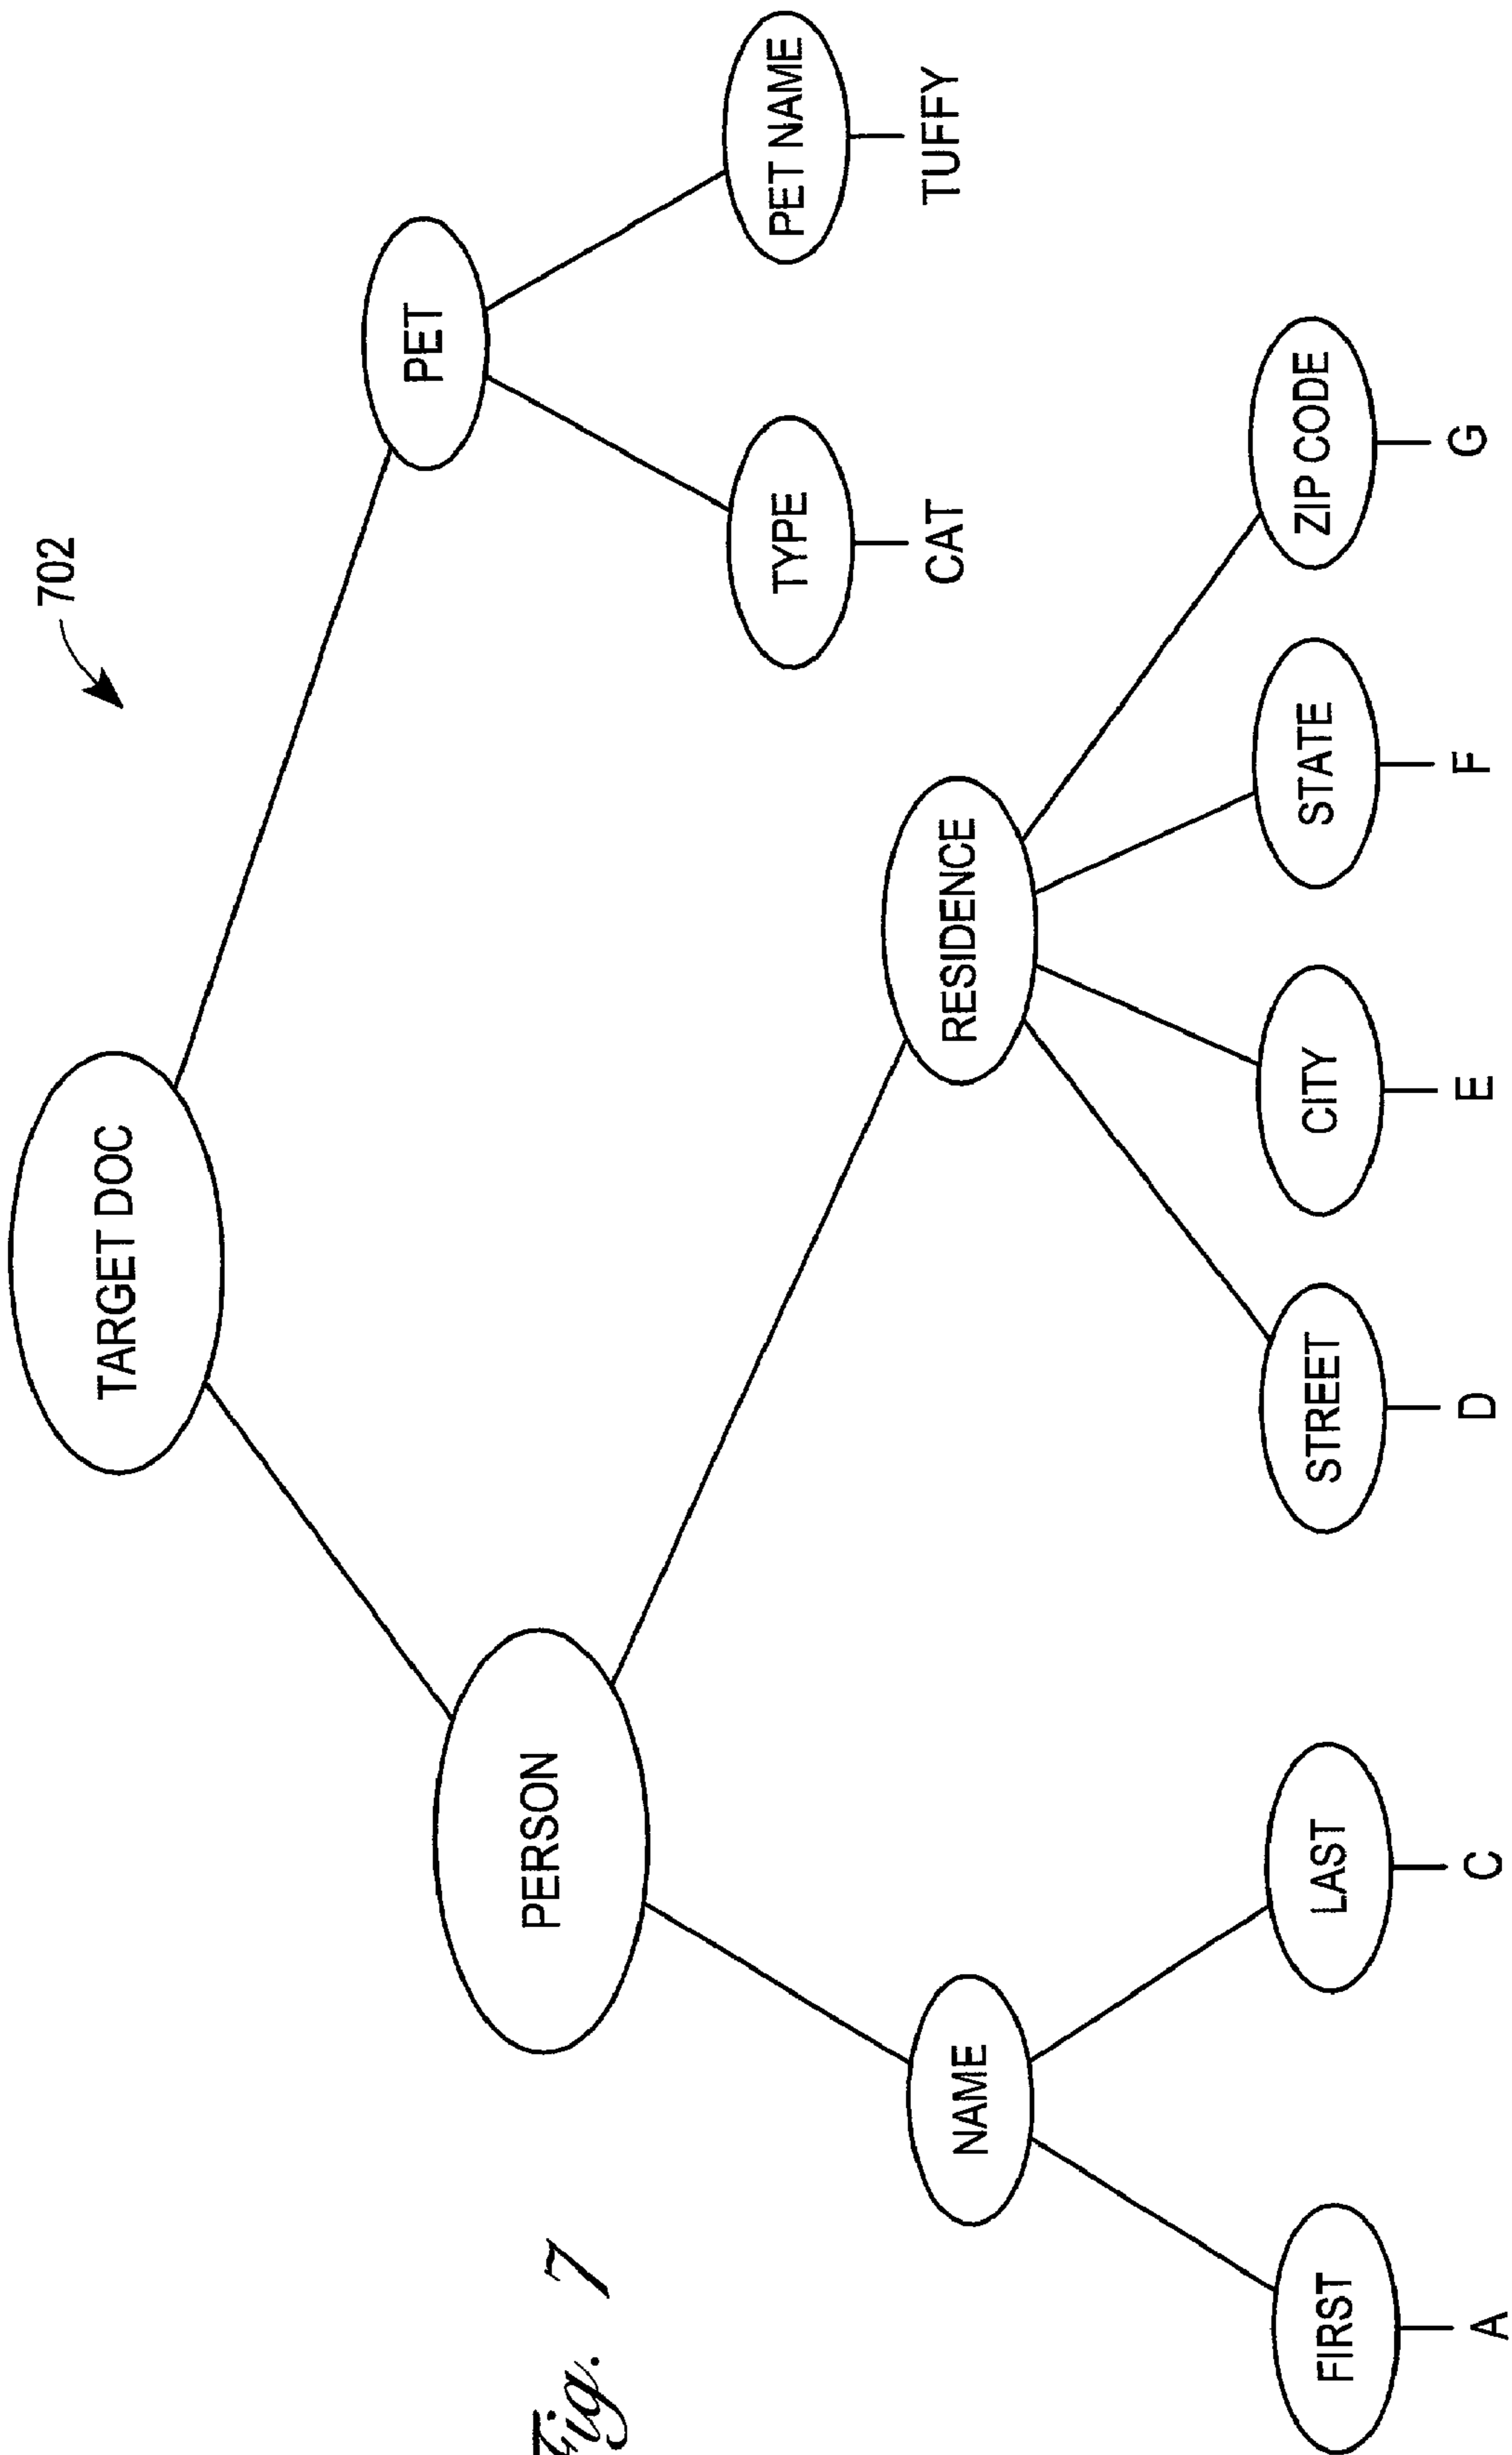 702
TARGET DOC
PERSON
PET
TYPE
PET NAME
CAT
TUFFY
NAME
RESIDENCE
FIRST
LAST
STREET
CITY
STATE
ZIP CODE
A
C
D
E
F
G
Fig. 7